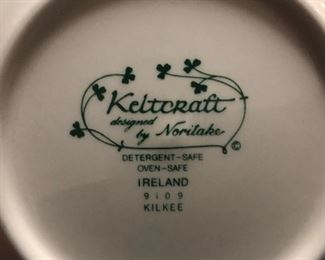 Keltcraft
designed
by Noritake
©
DETERGENT-SAFE
OVEN-SAFE
IRELAND
9109
KILKEE